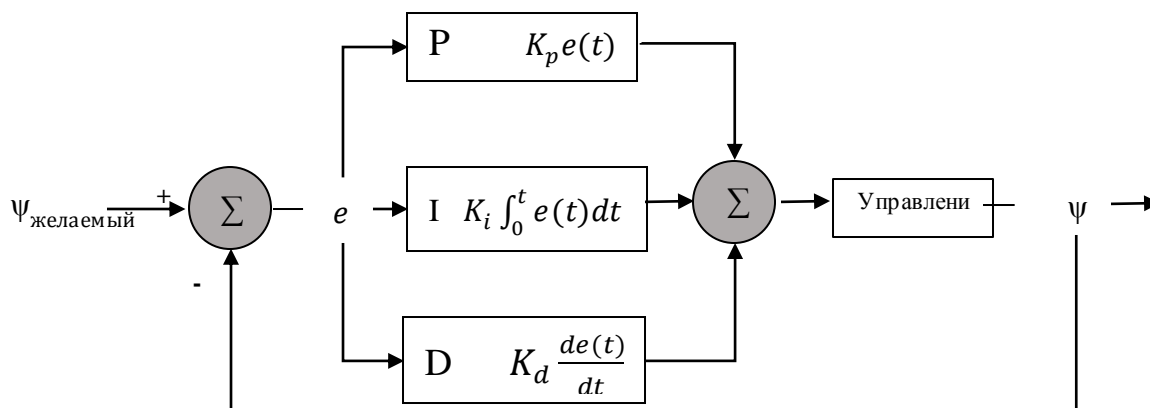 P K_p e(t)
ψ_желаемый
+
-
Σ
e
I K_i ∫_0^t e(t)dt
Σ
Управлени
ψ
D K_d de(t)/dt